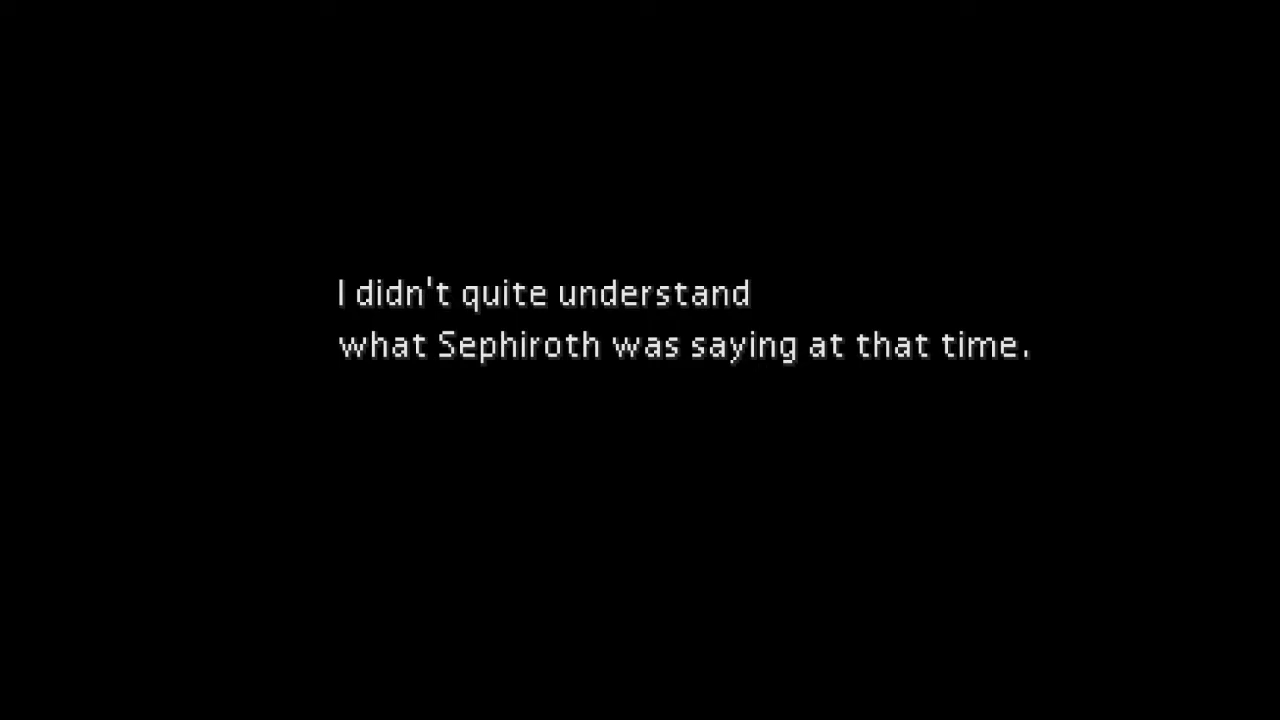 I didn't quite understand
what Sephiroth was saying at that time.